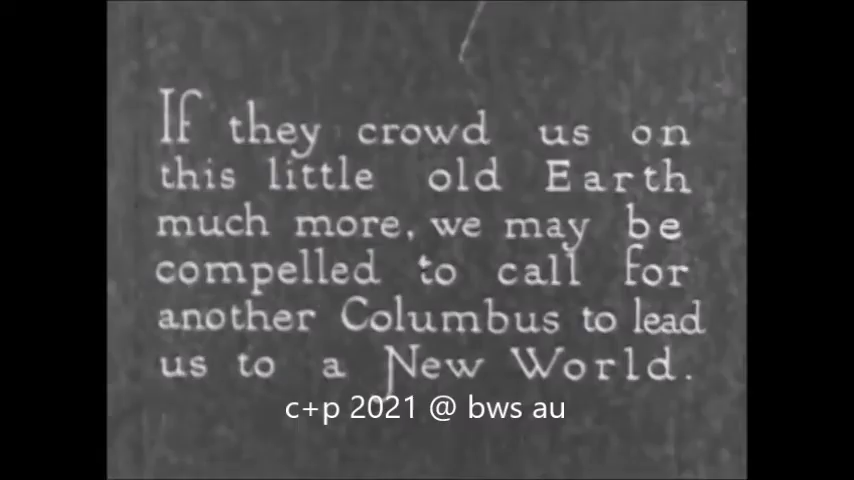 If they crowd us on
this little old Earth
much more, we may be
compelled to call for
another Columbus to lead
us to a New World.
c+p 2021 @ bws au